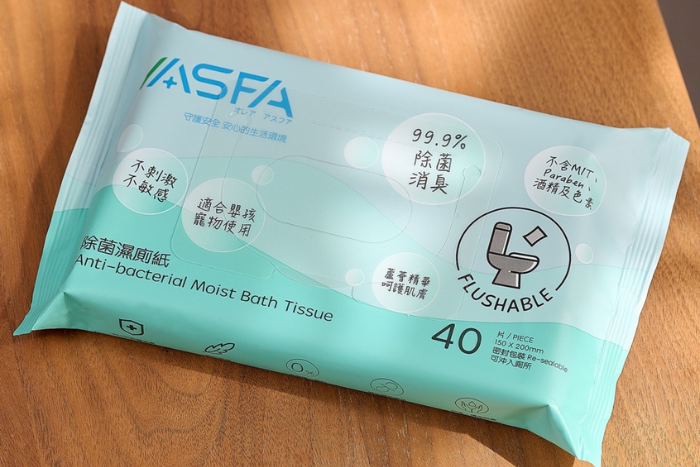 ASFA
オレア アスファ
守護安全 安心的生活環境
99.9%
除菌
消臭
不含MIT、
Paraben、
酒精及色素
不刺激
不敏感
適合嬰孩
寵物使用
蘆薈精華
呵護肌膚
FLUSHABLE
除菌濕廁紙
Anti-bacterial Moist Bath Tissue
40
片 / PIECE
150 X 200mm
密封包裝 Re-sealable
可沖入廁所
0%